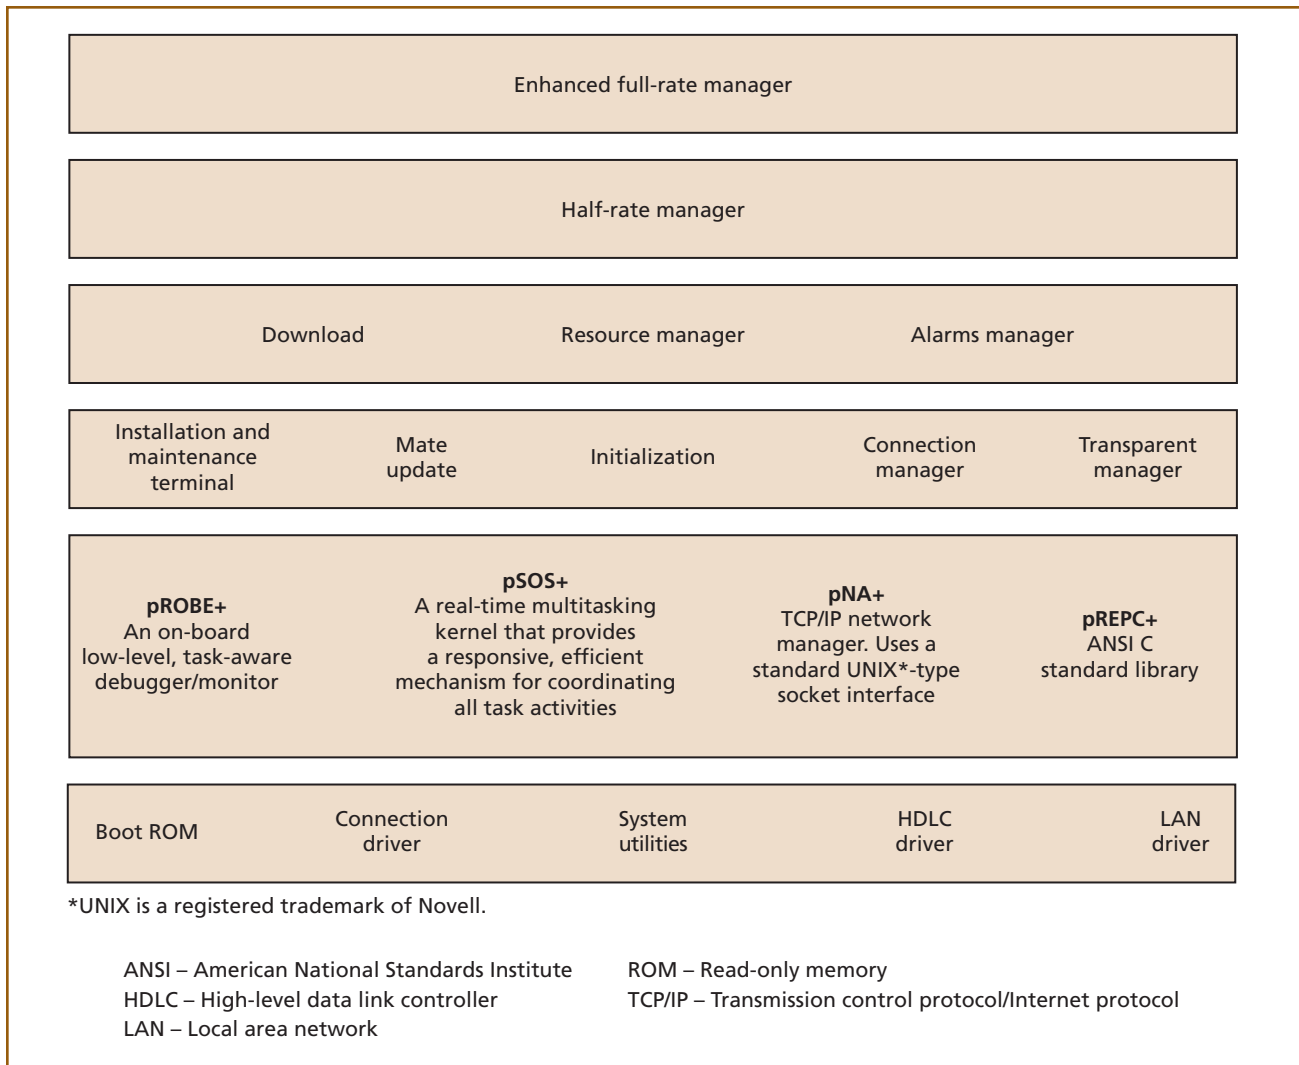 Enhanced full-rate manager
Half-rate manager
Download
Resource manager
Alarms manager
Installation and
maintenance
terminal
Mate
update
Initialization
Connection
manager
Transparent
manager
pROBE+
An on-board
low-level, task-aware
debugger/monitor
pSOS+
A real-time multitasking
kernel that provides
a responsive, efficient
mechanism for coordinating
all task activities
pNA+
TCP/IP network
manager. Uses a
standard UNIX*-type
socket interface
pREPC+
ANSI C
standard library
Boot ROM
Connection
driver
System
utilities
HDLC
driver
LAN
driver
*UNIX is a registered trademark of Novell.
ANSI – American National Standards Institute
HDLC – High-level data link controller
LAN – Local area network
ROM – Read-only memory
TCP/IP – Transmission control protocol/Internet protocol